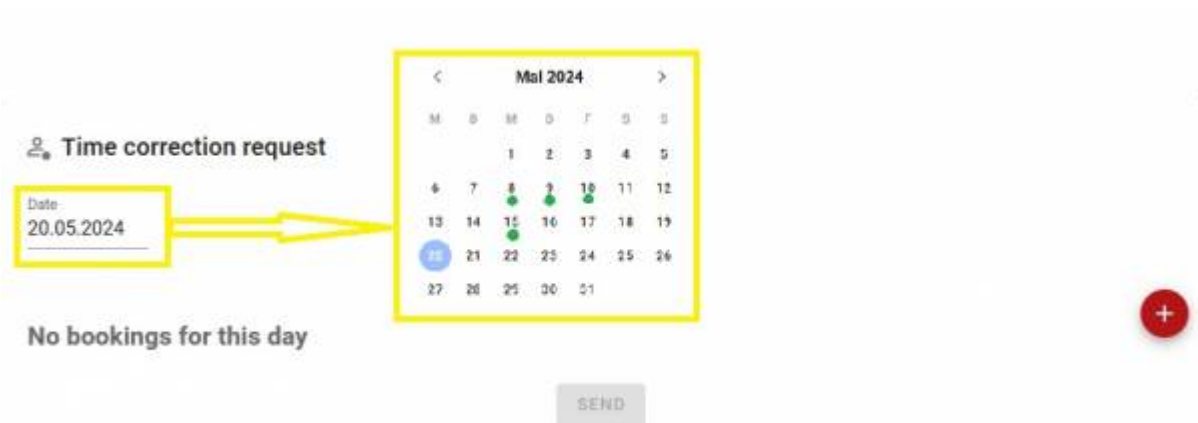 Time correction request
Date
20.05.2024
No bookings for this day
< Mai 2024 >
M D M D F S S
1 2 3 4 5
6 7 8 9 10 11 12
13 14 15 16 17 18 19
20 21 22 23 24 25 26
27 28 29 30 31
+
SEND